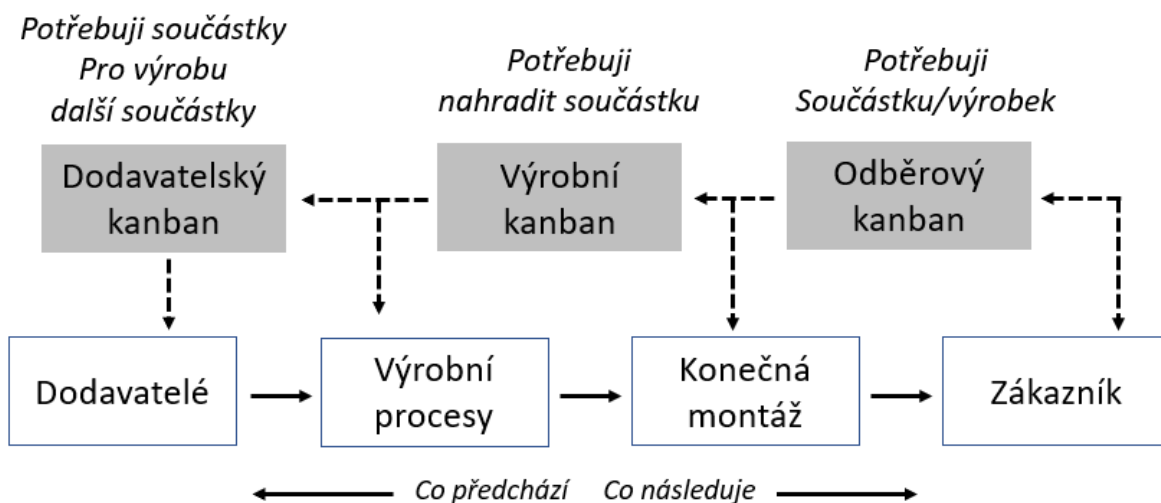 Potřebuji součástky
Pro výrobu
další součástky
Potřebuji
nahradit součástku
Potřebuji
Součástku/výrobek
Dodavatelský
kanban
Výrobní
kanban
Odběrový
kanban
Dodavatelé
Výrobní
procesy
Konečná
montáž
Zákazník
Co předchází Co následuje